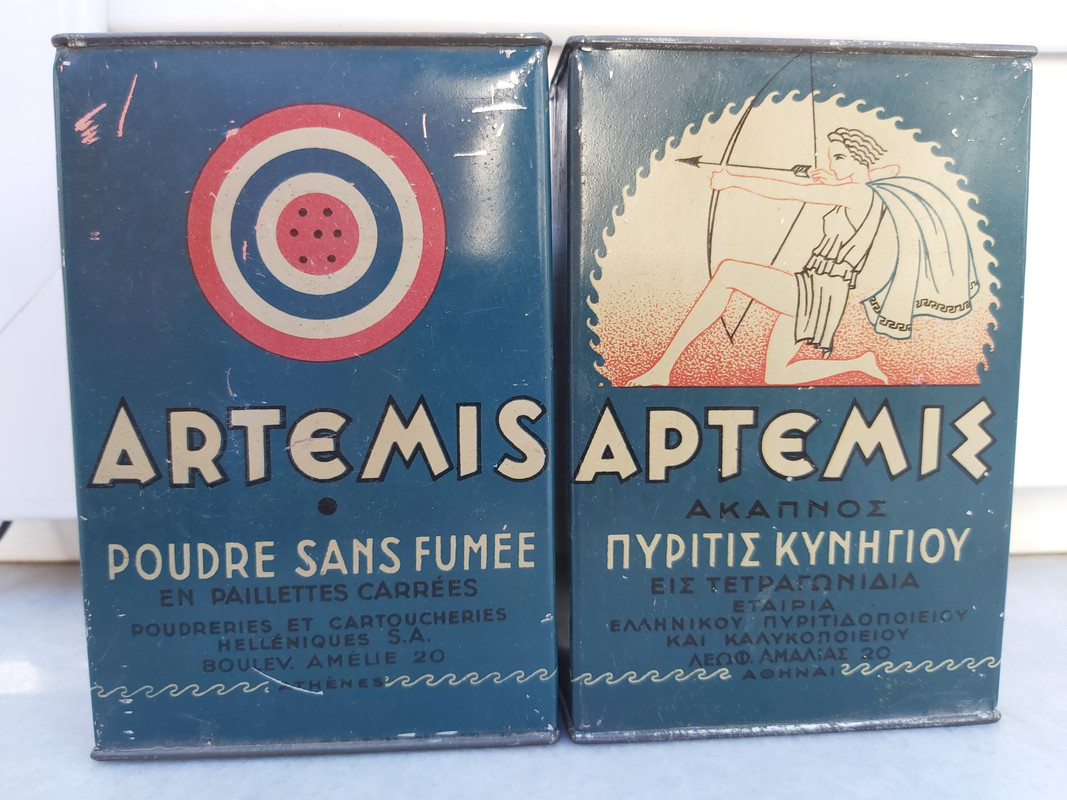 ARTEMIS
POUDRE SANS FUMÉE
EN PAILLETTES CARRÉES
POUDRERIES ET CARTOUCHERIES
HELLÉNIQUES S.A.
BOULEV. AMÉLIE 20
ATHÈNES
ΑΡΤΕΜΙΣ
ΑΚΑΠΝΟΣ
ΠΥΡΙΤΙΣ ΚΥΝΗΓΙΟΥ
ΕΙΣ ΤΕΤΡΑΓΩΝΙΔΙΑ
ΕΤΑΙΡΙΑ
ΕΛΛΗΝΙΚΟΥ ΠΥΡΙΤΙΔΟΠΟΙΕΙΟΥ
ΚΑΙ ΚΑΛΥΚΟΠΟΙΕΙΟΥ
ΛΕΩΦ. ΑΜΑΛΙΑΣ 20
ΑΘΗΝΑΙ